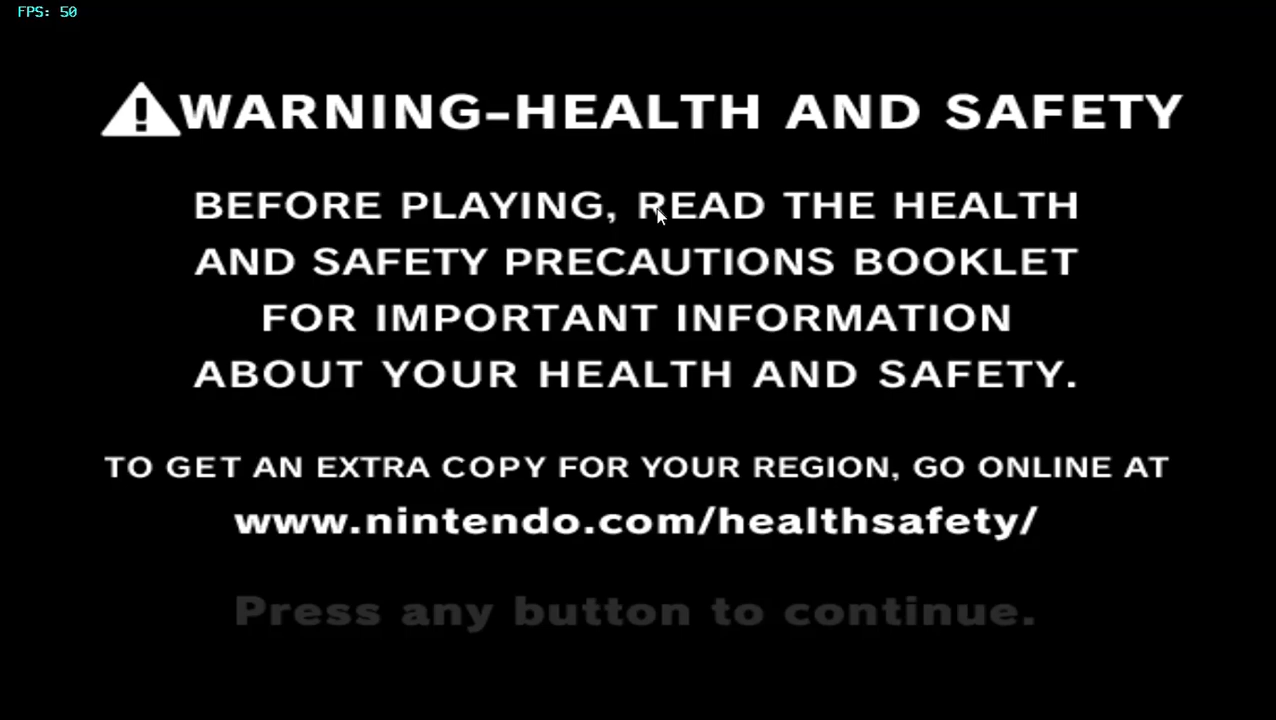 FPS: 50
WARNING-HEALTH AND SAFETY
BEFORE PLAYING, READ THE HEALTH
AND SAFETY PRECAUTIONS BOOKLET
FOR IMPORTANT INFORMATION
ABOUT YOUR HEALTH AND SAFETY.
TO GET AN EXTRA COPY FOR YOUR REGION, GO ONLINE AT
www.nintendo.com/healthsafety/
Press any button to continue.